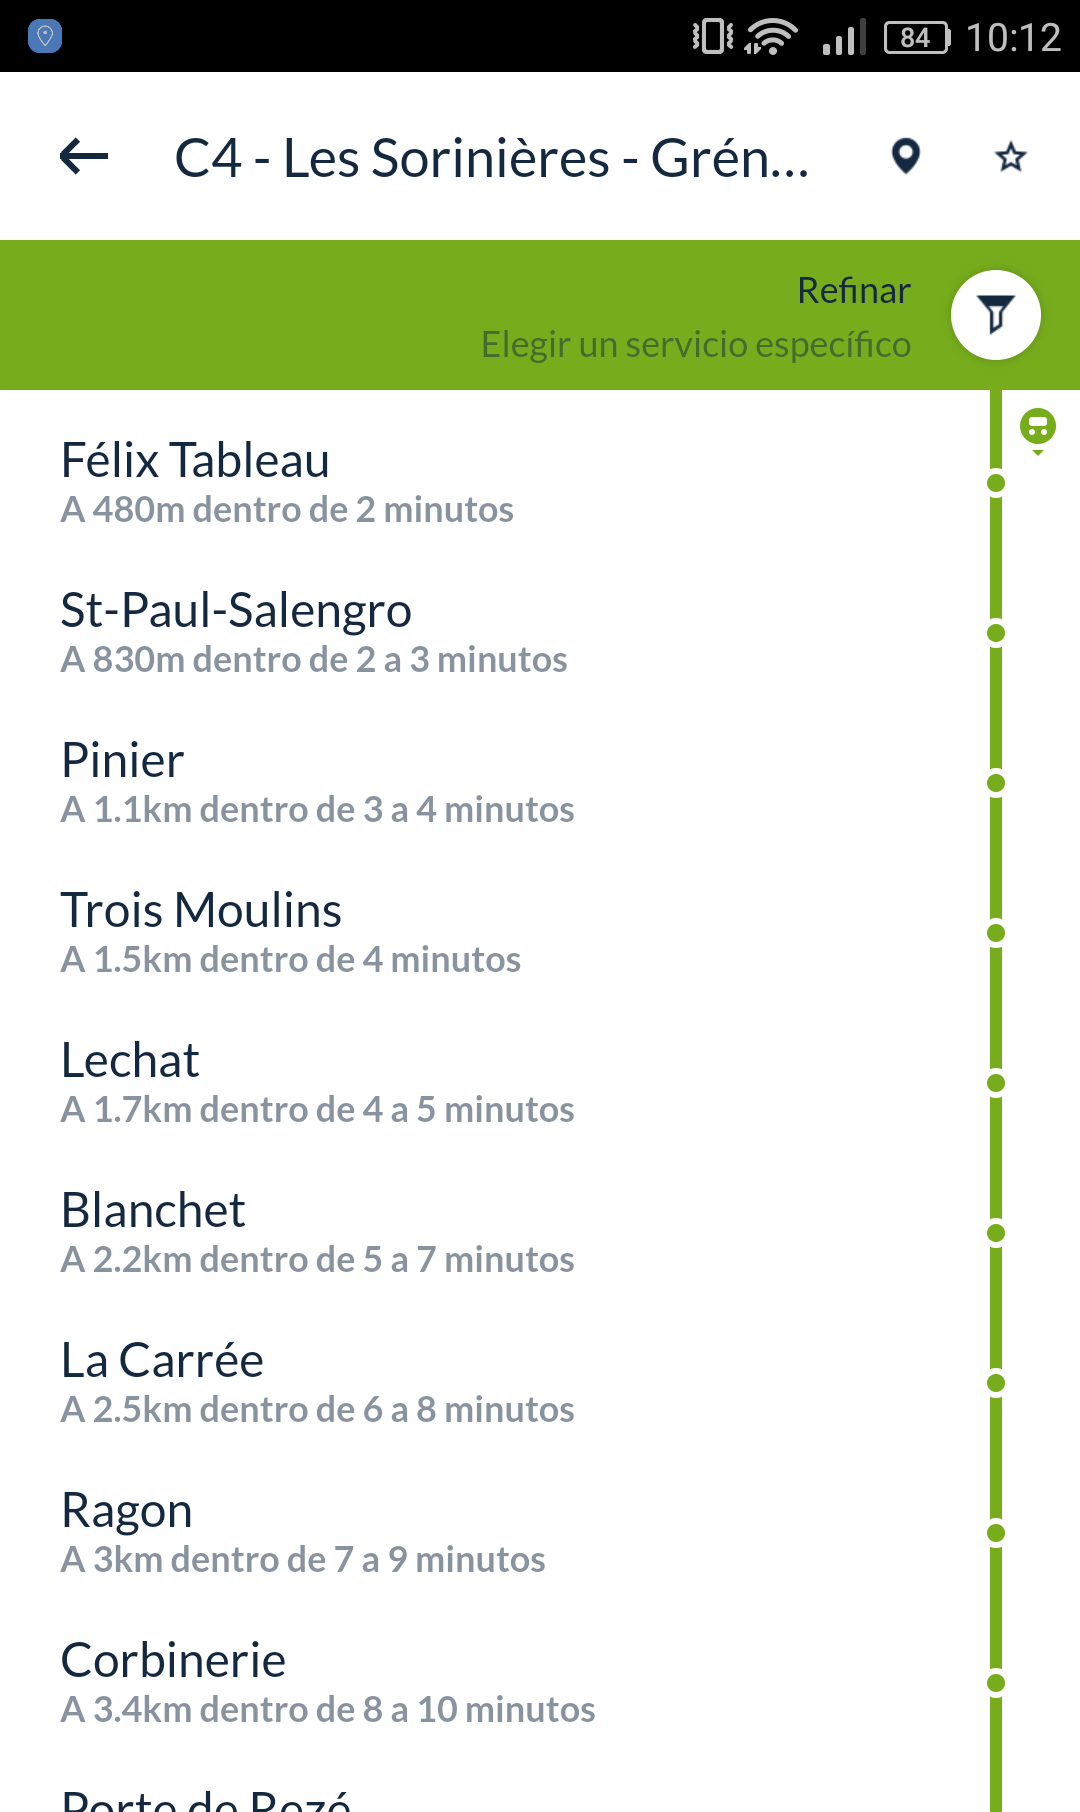 84 10:12
C4 - Les Sorinières - Grén...
Refinar
Elegir un servicio específico
Félix Tableau
A 480m dentro de 2 minutos
St-Paul-Salengro
A 830m dentro de 2 a 3 minutos
Pinier
A 1.1km dentro de 3 a 4 minutos
Trois Moulins
A 1.5km dentro de 4 minutos
Lechat
A 1.7km dentro de 4 a 5 minutos
Blanchet
A 2.2km dentro de 5 a 7 minutos
La Carrée
A 2.5km dentro de 6 a 8 minutos
Ragon
A 3km dentro de 7 a 9 minutos
Corbinerie
A 3.4km dentro de 8 a 10 minutos
Porte de Rezé